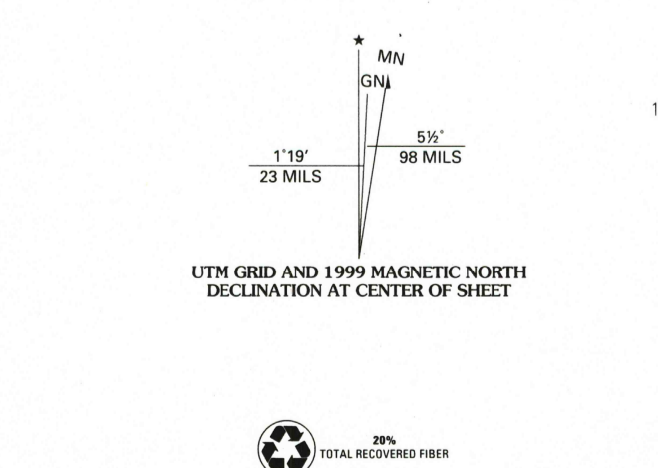 ★
MN
GN
1
5½°
98 MILS
1°19′
23 MILS
UTM GRID AND 1999 MAGNETIC NORTH
DECLINATION AT CENTER OF SHEET
20%
TOTAL RECOVERED FIBER